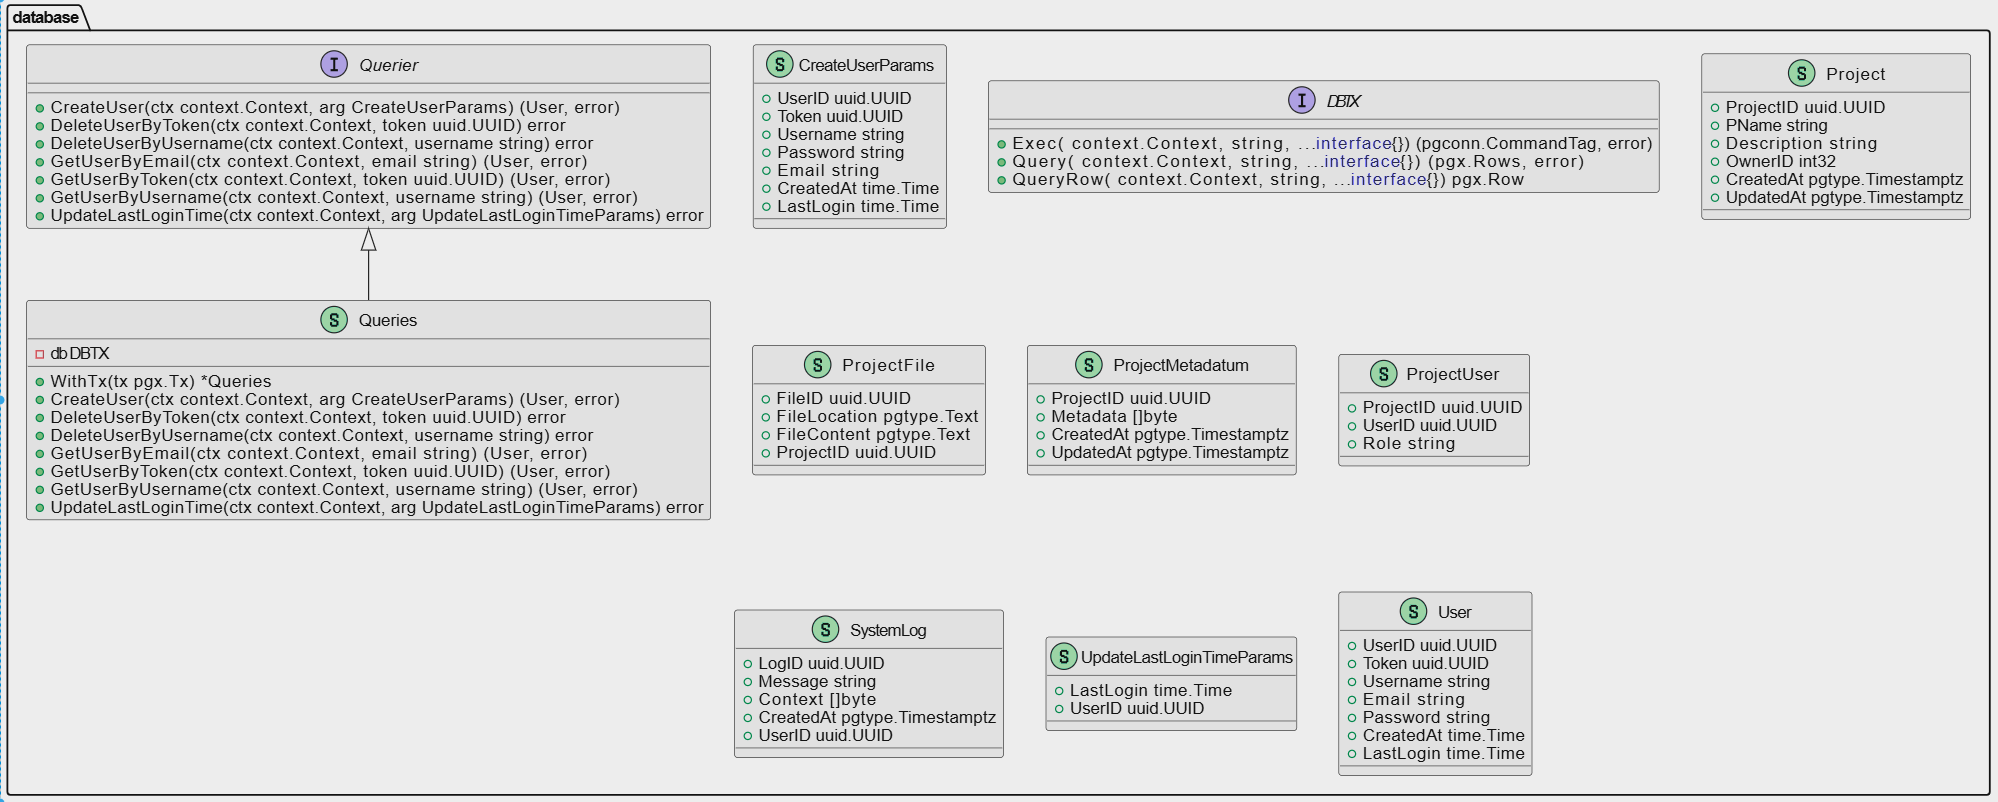 database
I Querier
CreateUser(ctx context.Context, arg CreateUserParams) (User, error)
DeleteUserByToken(ctx context.Context, token uuid.UUID) error
DeleteUserByUsername(ctx context.Context, username string) error
GetUserByEmail(ctx context.Context, email string) (User, error)
GetUserByToken(ctx context.Context, token uuid.UUID) (User, error)
GetUserByUsername(ctx context.Context, username string) (User, error)
UpdateLastLoginTime(ctx context.Context, arg UpdateLastLoginTimeParams) error
S CreateUserParams
UserID uuid.UUID
Token uuid.UUID
Username string
Password string
Email string
CreatedAt time.Time
LastLogin time.Time
I DBTX
Exec( context.Context, string, ...interface{}) (pgconn.CommandTag, error)
Query( context.Context, string, ...interface{}) (pgx.Rows, error)
QueryRow( context.Context, string, ...interface{}) pgx.Row
S Project
ProjectID uuid.UUID
PName string
Description string
OwnerID int32
CreatedAt pgtype.Timestamptz
UpdatedAt pgtype.Timestamptz
S Queries
db DBTX
WithTx(tx pgx.Tx) *Queries
CreateUser(ctx context.Context, arg CreateUserParams) (User, error)
DeleteUserByToken(ctx context.Context, token uuid.UUID) error
DeleteUserByUsername(ctx context.Context, username string) error
GetUserByEmail(ctx context.Context, email string) (User, error)
GetUserByToken(ctx context.Context, token uuid.UUID) (User, error)
GetUserByUsername(ctx context.Context, username string) (User, error)
UpdateLastLoginTime(ctx context.Context, arg UpdateLastLoginTimeParams) error
S ProjectFile
FileID uuid.UUID
FileLocation pgtype.Text
FileContent pgtype.Text
ProjectID uuid.UUID
S ProjectMetadatum
ProjectID uuid.UUID
Metadata []byte
CreatedAt pgtype.Timestamptz
UpdatedAt pgtype.Timestamptz
S ProjectUser
ProjectID uuid.UUID
UserID uuid.UUID
Role string
S SystemLog
LogID uuid.UUID
Message string
Context []byte
CreatedAt pgtype.Timestamptz
UserID uuid.UUID
S UpdateLastLoginTimeParams
LastLogin time.Time
UserID uuid.UUID
S User
UserID uuid.UUID
Token uuid.UUID
Username string
Email string
Password string
CreatedAt time.Time
LastLogin time.Time